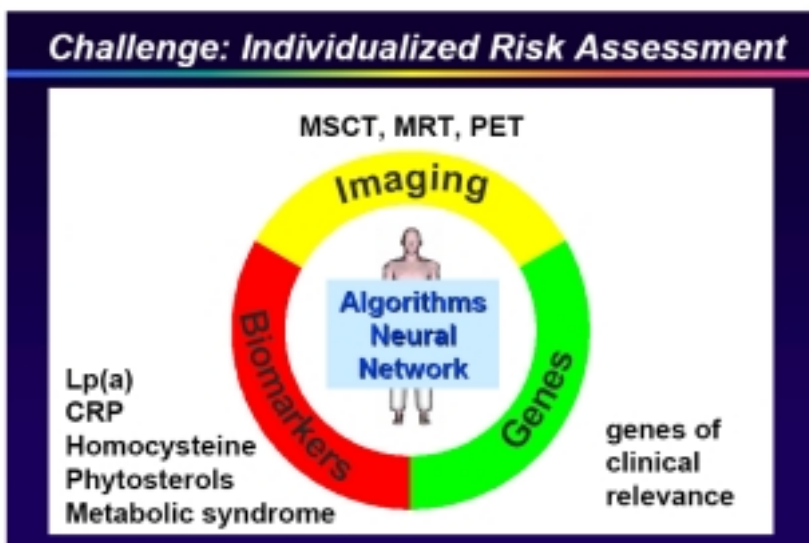 Challenge: Individualized Risk Assessment
MSCT, MRT, PET
Imaging
Algorithms
Neural
Network
Biomarkers
Genes
Lp(a)
CRP
Homocysteine
Phytosterols
Metabolic syndrome
genes of
clinical
relevance